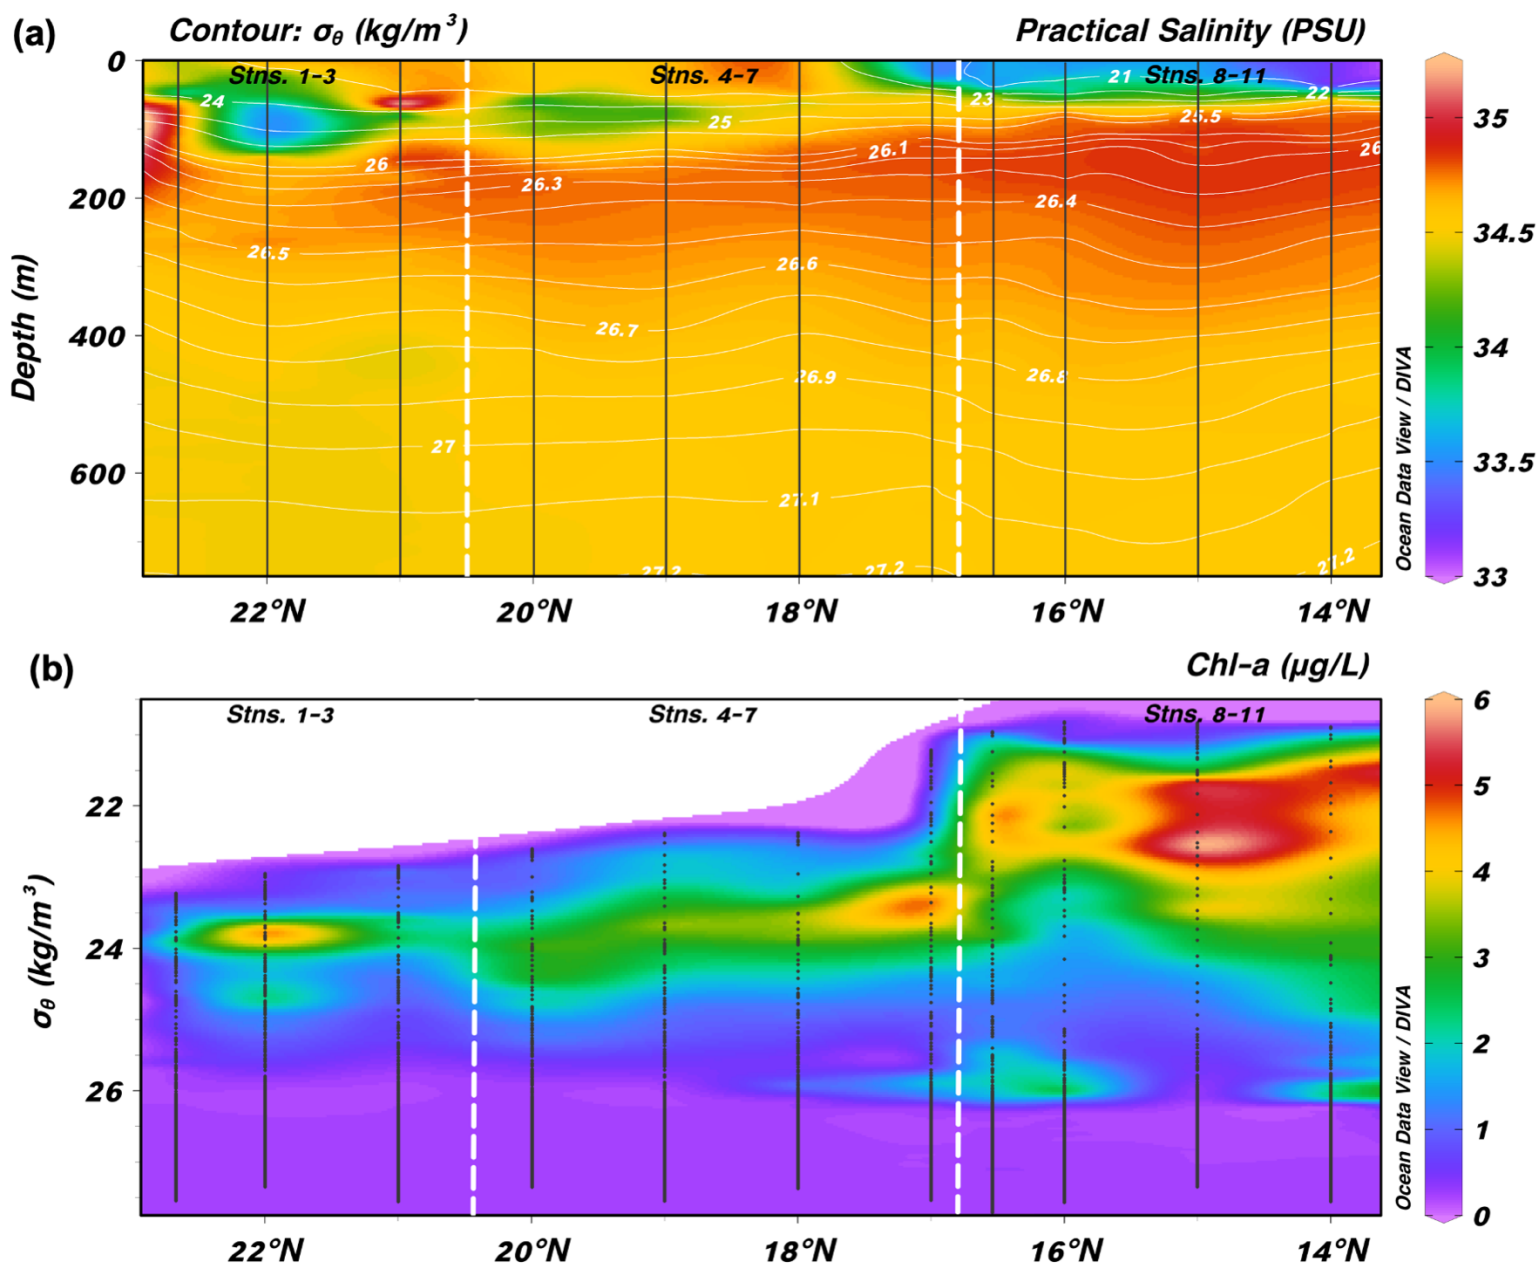 (a)
Contour: σθ (kg/m³)
Practical Salinity (PSU)
0
200
400
600
Depth (m)
Stns. 1-3
Stns. 4-7
Stns. 8-11
21
22
23
24
25
25.5
26
26.1
26
26.3
26.4
26.5
26.6
26.7
26.8
26.9
27
27.1
27.2
27.2
27.2
22°N
20°N
18°N
16°N
14°N
35
34.5
34
33.5
33
Ocean Data View / DIVA
(b)
Chl-a (µg/L)
Stns. 1-3
Stns. 4-7
Stns. 8-11
22
24
26
σθ (kg/m³)
22°N
20°N
18°N
16°N
14°N
6
5
4
3
2
1
0
Ocean Data View / DIVA